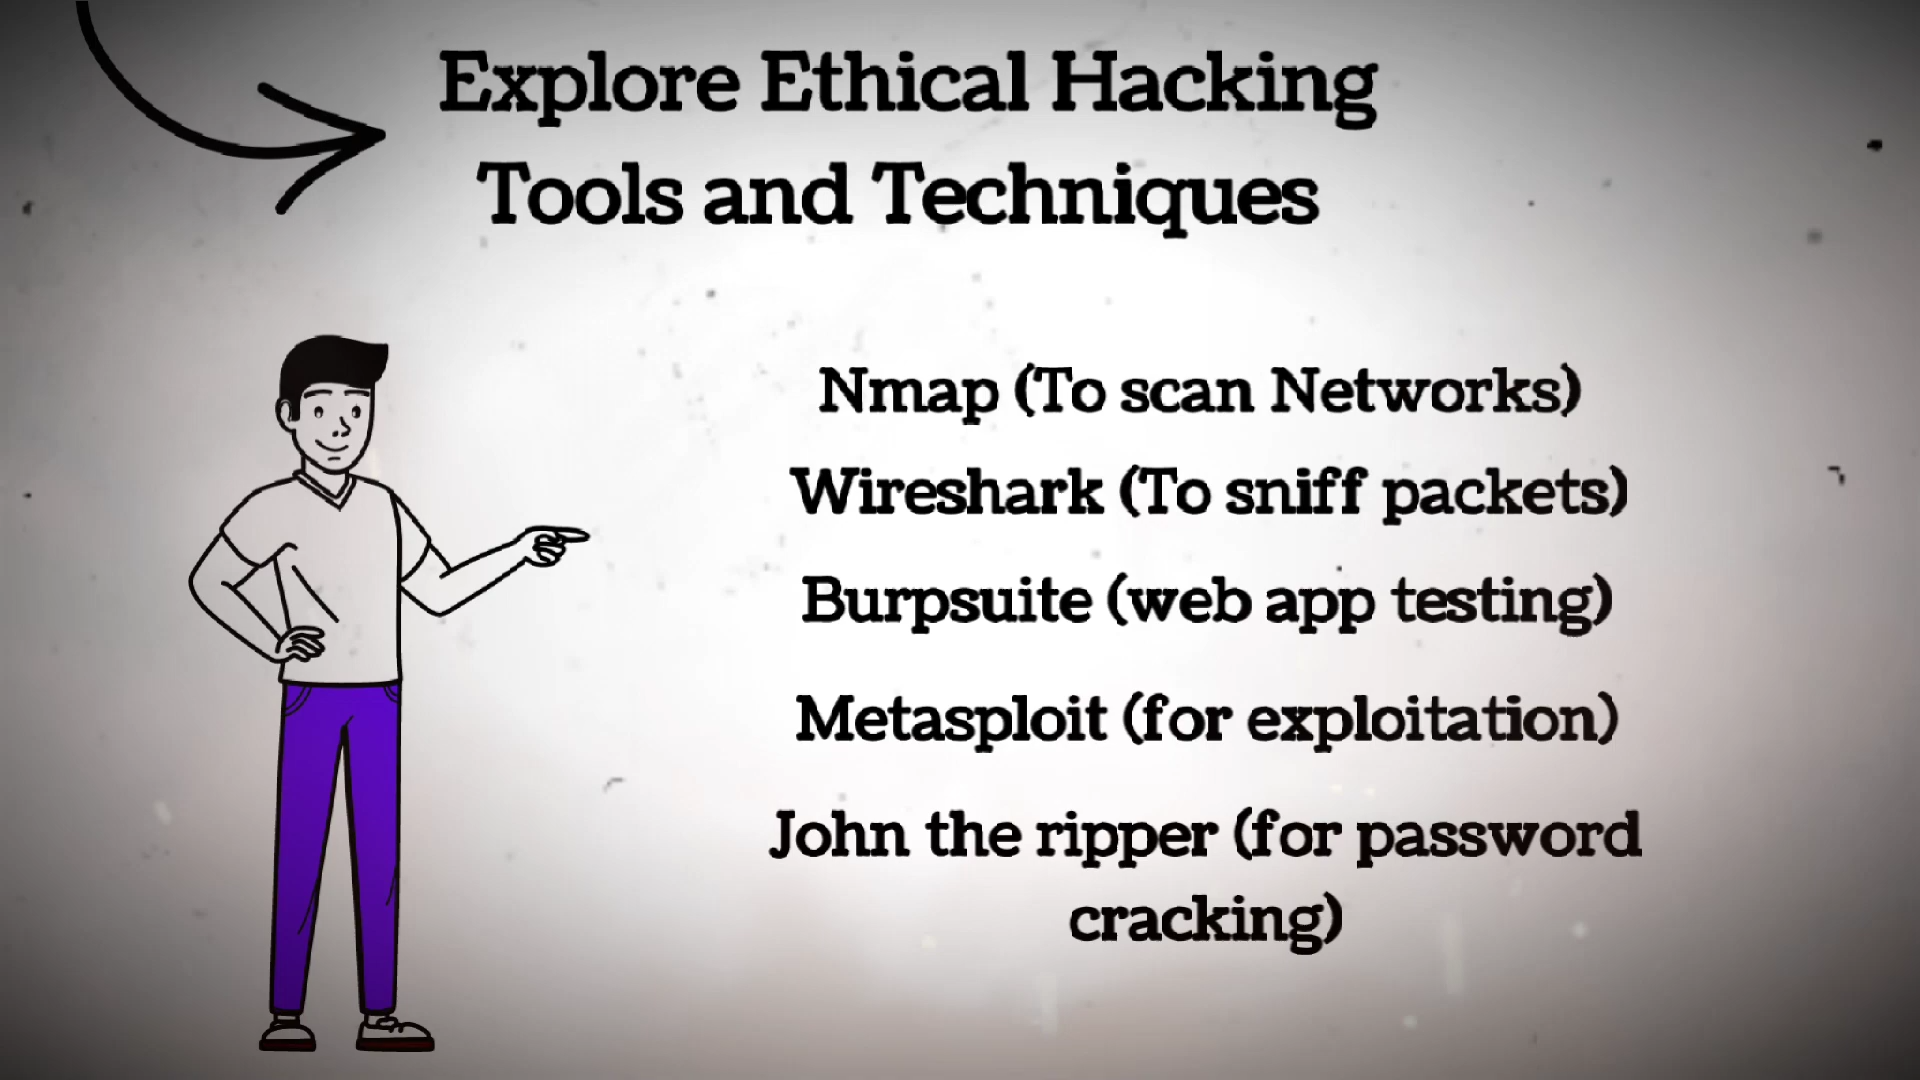 Explore Ethical Hacking
Tools and Techniques
Nmap (To scan Networks)
Wireshark (To sniff packets)
Burpsuite (web app testing)
Metasploit (for exploitation)
John the ripper (for password
cracking)